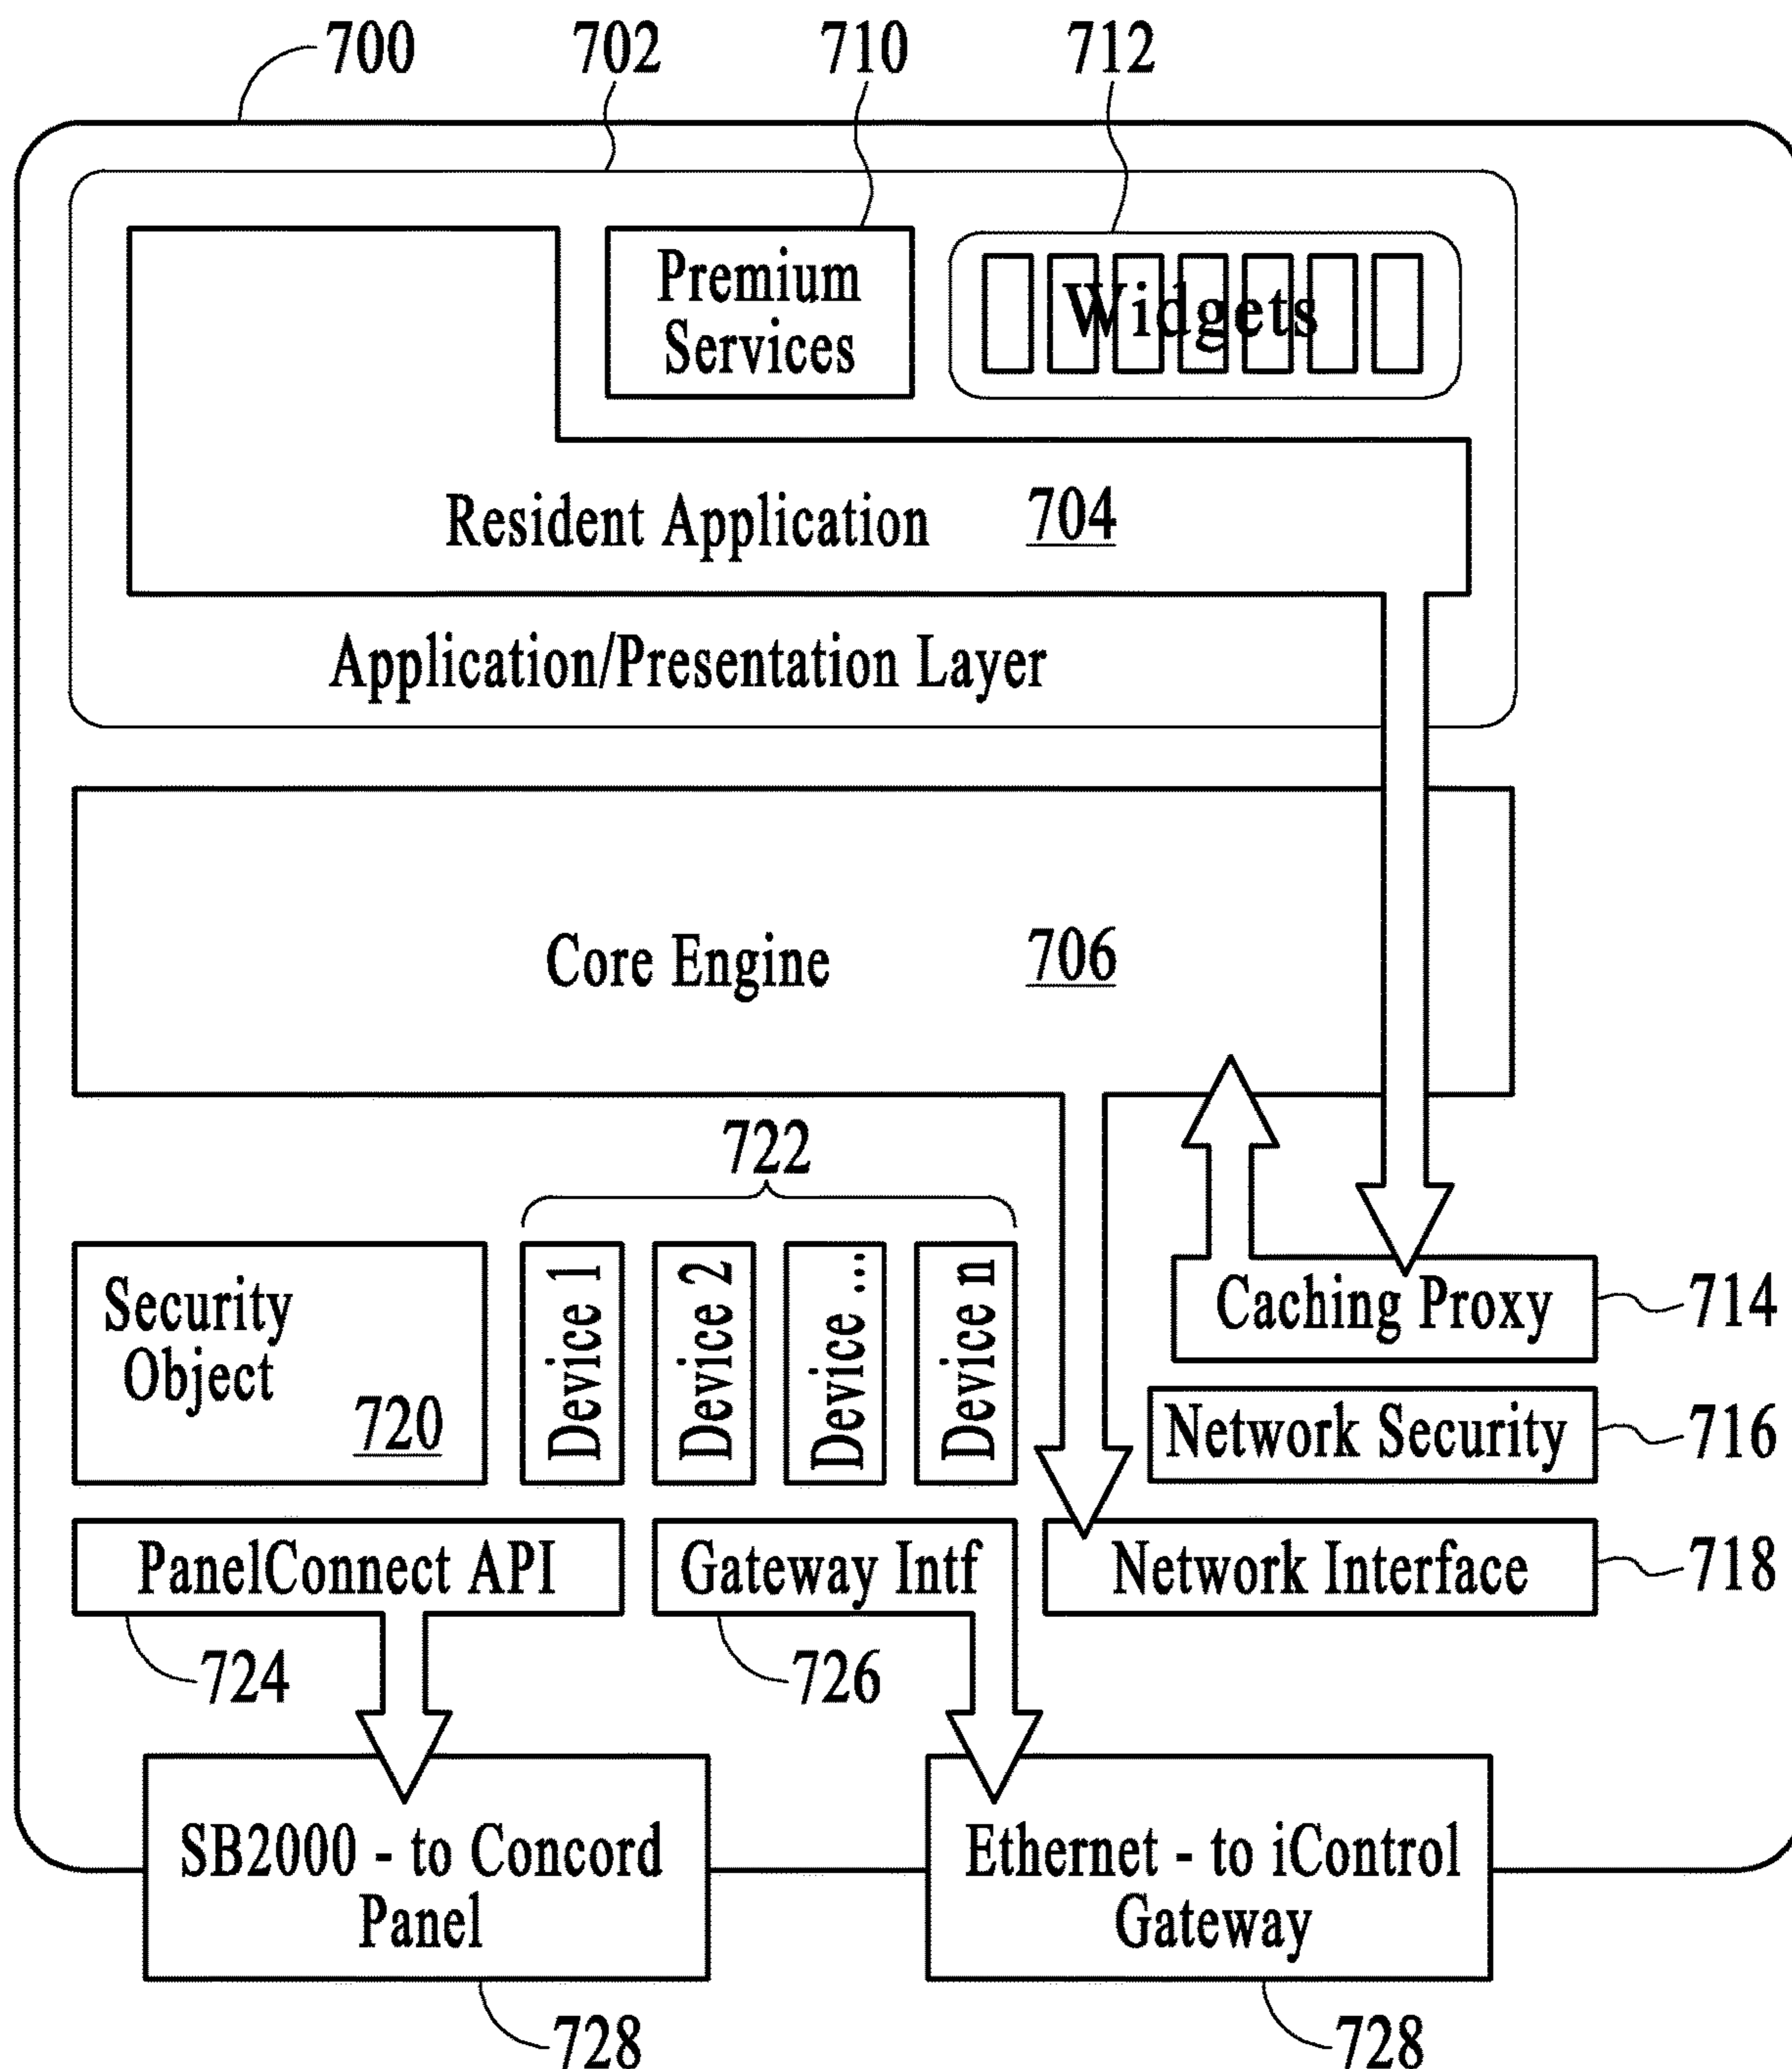 700 702 710 712
Premium
Services
Widgets
Resident Application 704
Application/Presentation Layer
Core Engine 706
722
Security
Object
720
Device 1
Device 2
Device ...
Device n
Caching Proxy 714
Network Security 716
PanelConnect API
Gateway Intf
Network Interface 718
724
726
SB2000 - to Concord
Panel
Ethernet - to iControl
Gateway
728
728